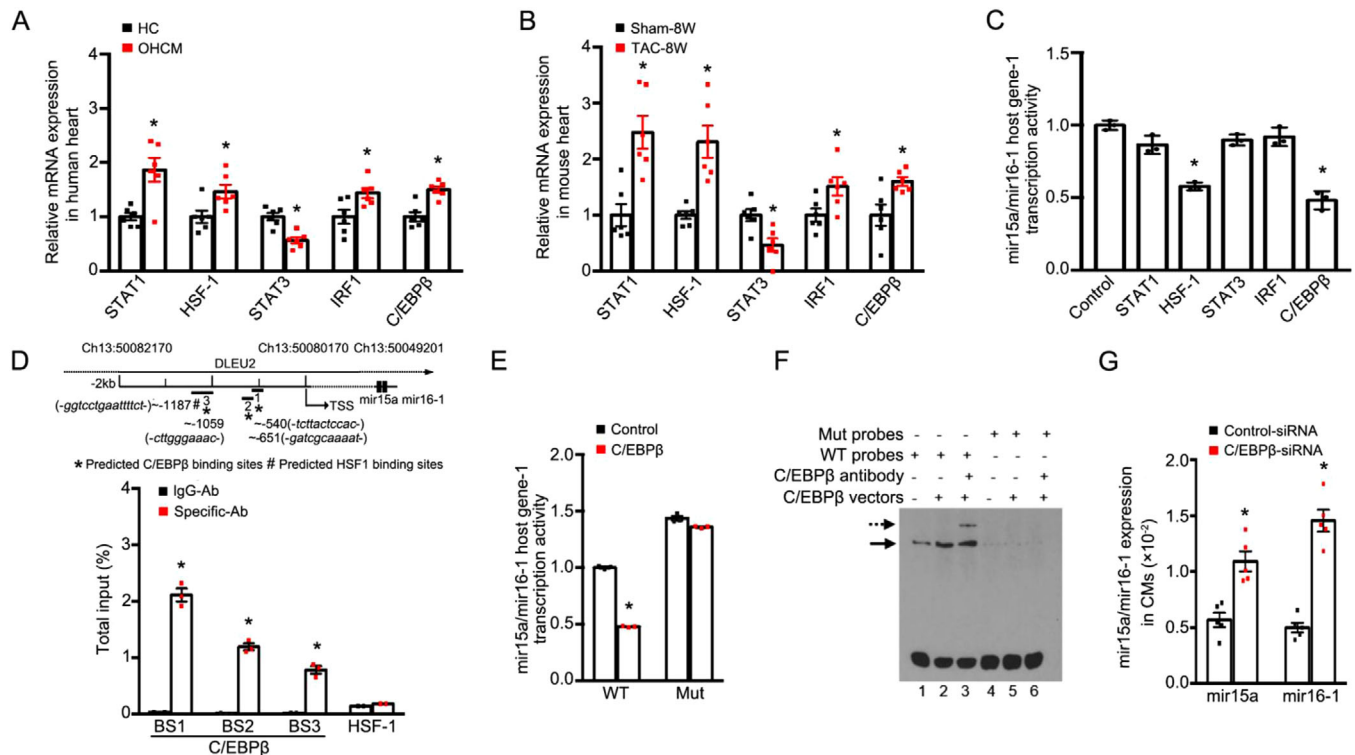 A
HC
OHCM
Relative mRNA expression
in human heart
4
3
2
1
0
STAT1
HSF-1
STAT3
IRF1
C/EBPβ
*
*
*
*
*
B
Sham-8W
TAC-8W
Relative mRNA expression
in mouse heart
4
3
2
1
0
STAT1
HSF-1
STAT3
IRF1
C/EBPβ
*
*
*
*
*
C
mir15a/mir16-1 host gene-1
transcription activity
1.5
1.0
0.5
0.0
Control
STAT1
HSF-1
STAT3
IRF1
C/EBPβ
*
*
D
Ch13:50082170 Ch13:50080170 Ch13:50049201
DLEU2
-2kb
(-ggtcctgaattttct-)~-1187 # 3 2 1 TSS mir15a mir16-1
* * *
~-1059 ~-540(-tcttactccac-)
(-cttgggaaac-) ~-651(-gatcgcaaaat-)
* Predicted C/EBPβ binding sites # Predicted HSF1 binding sites
IgG-Ab
Specific-Ab
Total input (%)
4
3
2
1
0
*
*
*
BS1 BS2 BS3 HSF-1
C/EBPβ
E
Control
C/EBPβ
mir15a/mir16-1 host gene-1
transcription activity
2.0
1.5
1.0
0.5
0.0
*
WT Mut
F
Mut probes - - - + + +
WT probes + + + - - -
C/EBPβ antibody - - + - - +
C/EBPβ vectors - + + - + +
1 2 3 4 5 6
G
Control-siRNA
C/EBPβ-siRNA
mir15a/mir16-1 expression
in CMs (×10-2)
2.0
1.5
1.0
0.5
0.0
*
*
mir15a mir16-1